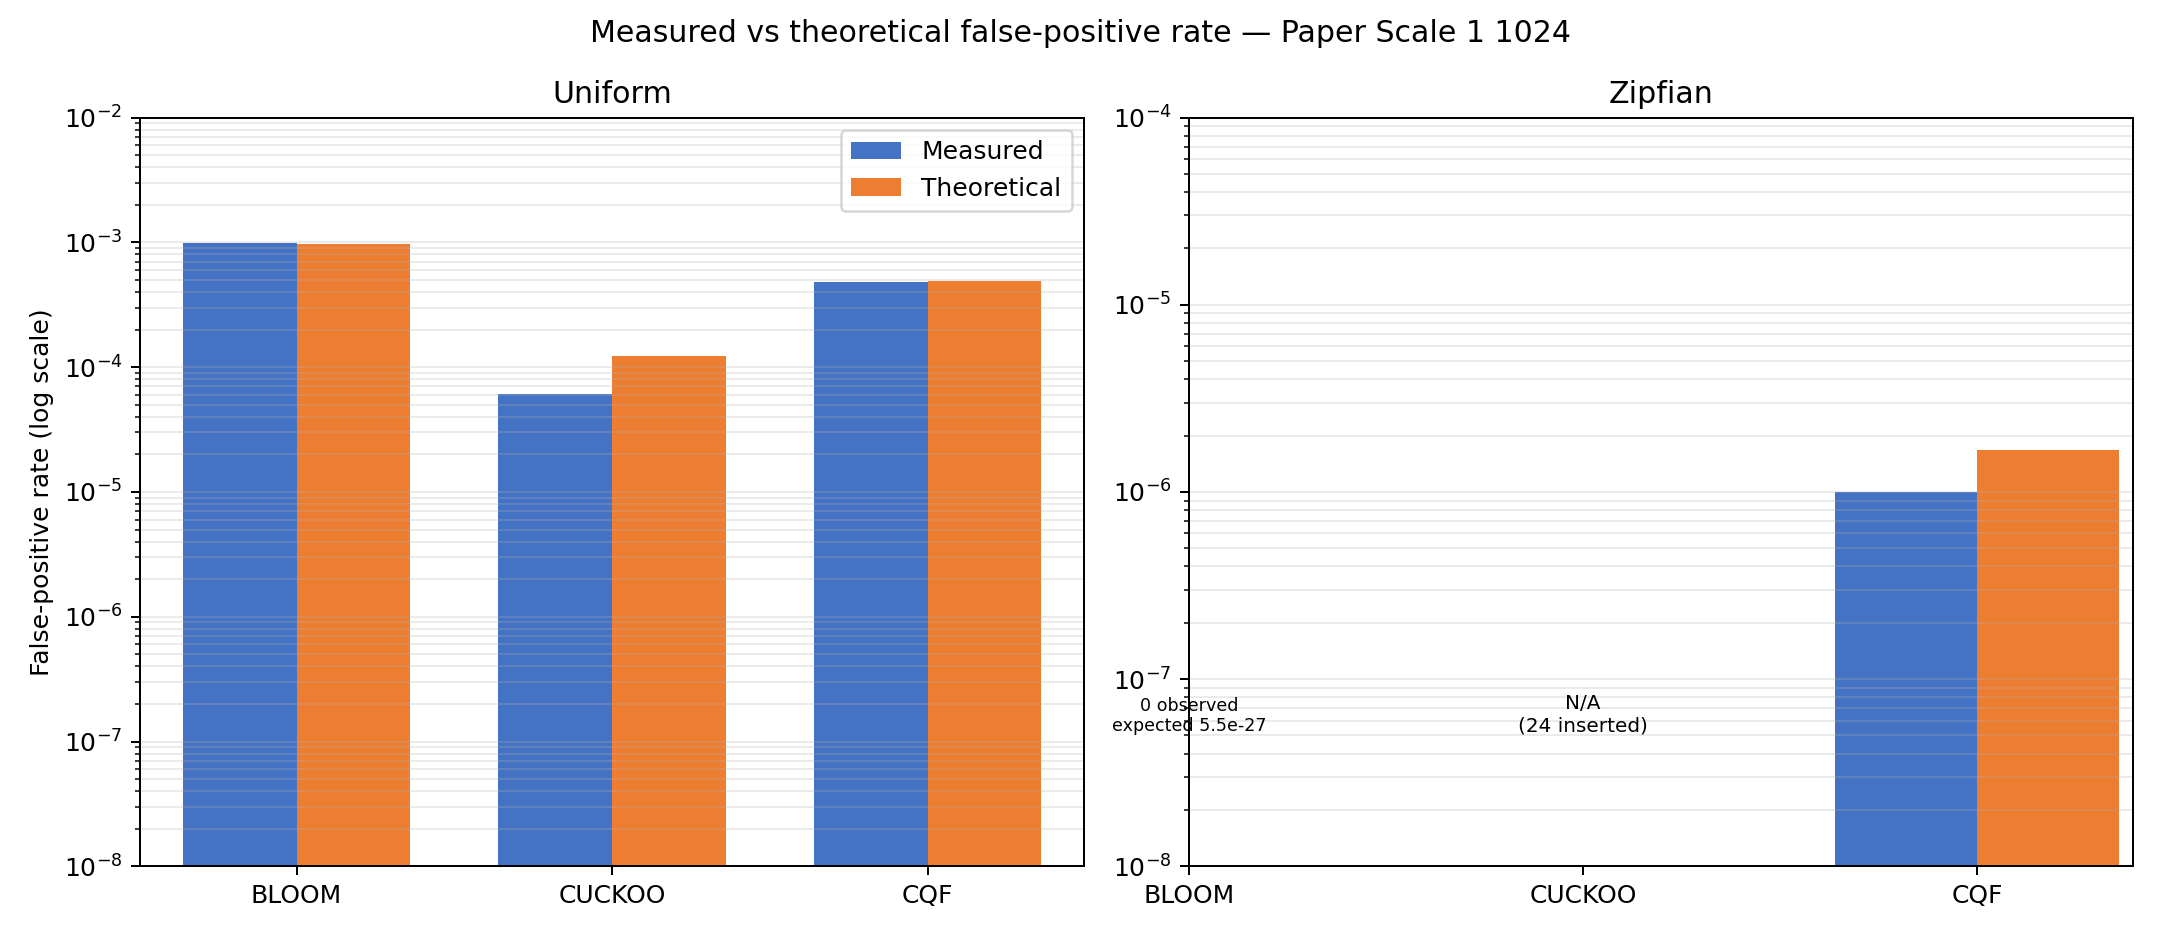 Measured vs theoretical false-positive rate — Paper Scale 1 1024
Uniform
False-positive rate (log scale)
10⁻²
10⁻³
10⁻⁴
10⁻⁵
10⁻⁶
10⁻⁷
10⁻⁸
Measured
Theoretical
BLOOM CUCKOO CQF
Zipfian
10⁻⁴
10⁻⁵
10⁻⁶
10⁻⁷
10⁻⁸
0 observed
expected 5.5e-27
N/A
(24 inserted)
BLOOM CUCKOO CQF